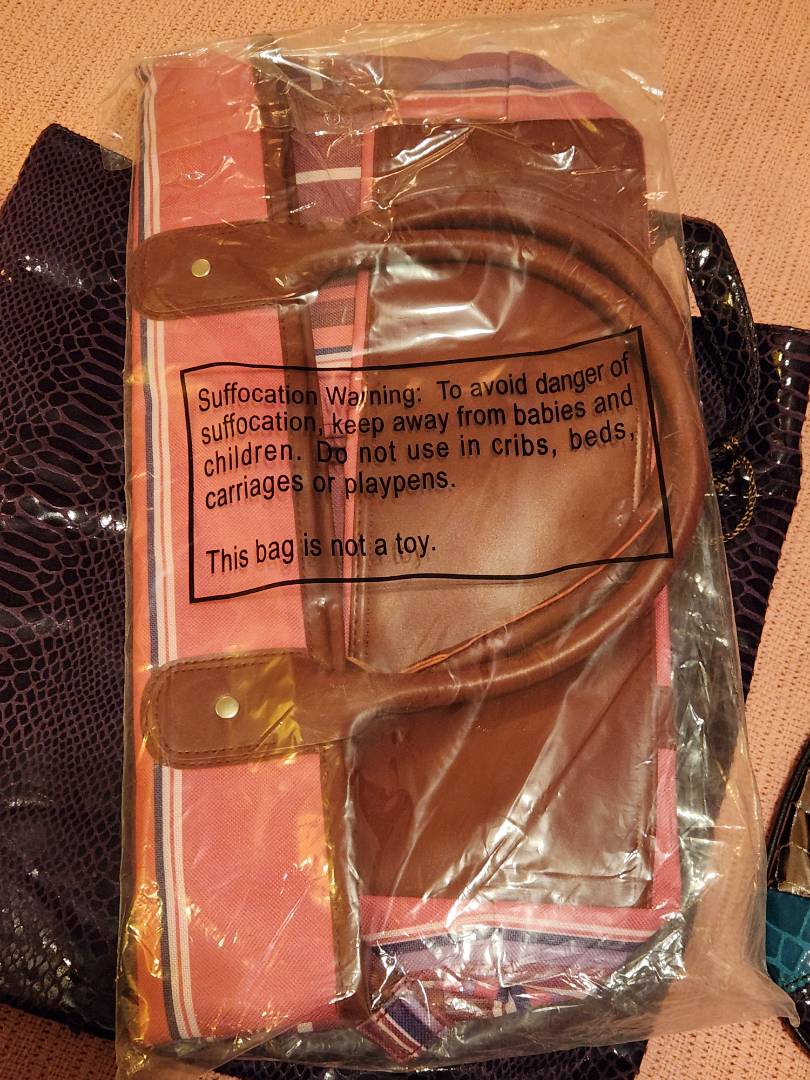 Suffocation Warning: To avoid danger of
suffocation, keep away from babies and
children. Do not use in cribs, beds,
carriages or playpens.
This bag is not a toy.